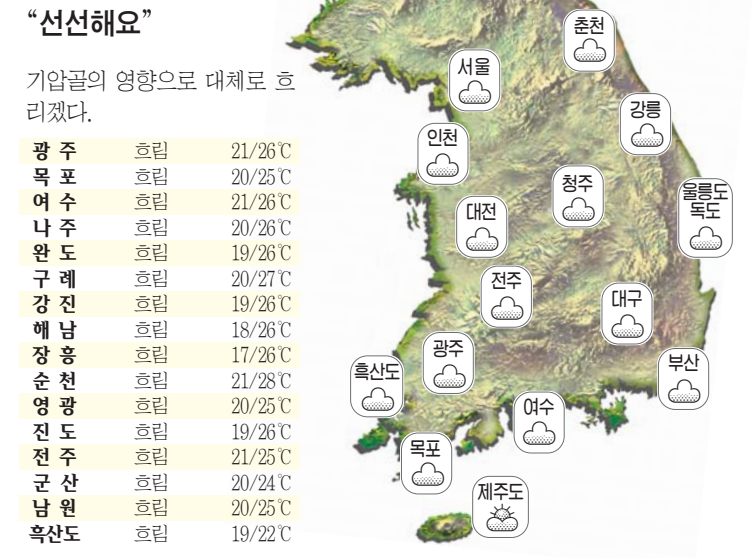 “선선해요”
기압골의 영향으로 대체로 흐
리겠다.
광 주 흐림 21/26℃
목 포 흐림 20/25℃
여 수 흐림 21/26℃
나 주 흐림 20/26℃
완 도 흐림 19/26℃
구 례 흐림 20/27℃
강 진 흐림 19/26℃
해 남 흐림 18/26℃
장 흥 흐림 17/26℃
순 천 흐림 21/28℃
영 광 흐림 20/25℃
진 도 흐림 19/26℃
전 주 흐림 21/25℃
군 산 흐림 20/24℃
남 원 흐림 20/25℃
흑산도 흐림 19/22℃
춘천
서울
강릉
인천
청주
울릉도
독도
대전
전주
대구
광주
부산
흑산도
여수
목포
제주도